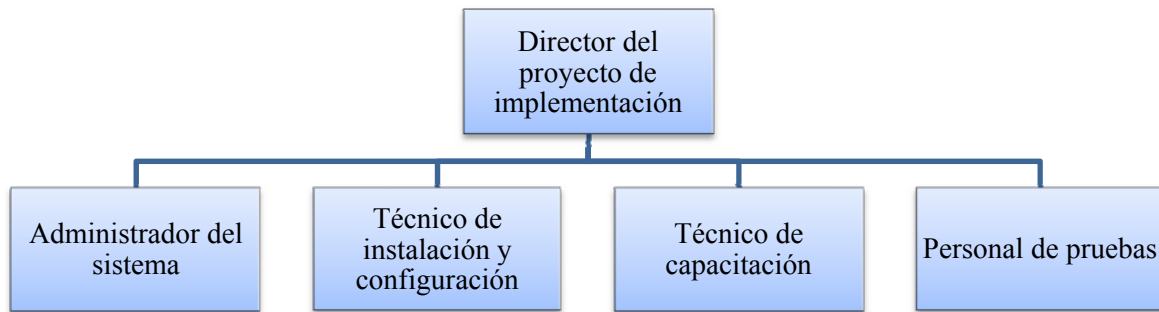 Director del
proyecto de
implementación
Administrador del
sistema
Técnico de
instalación y
configuración
Técnico de
capacitación
Personal de pruebas